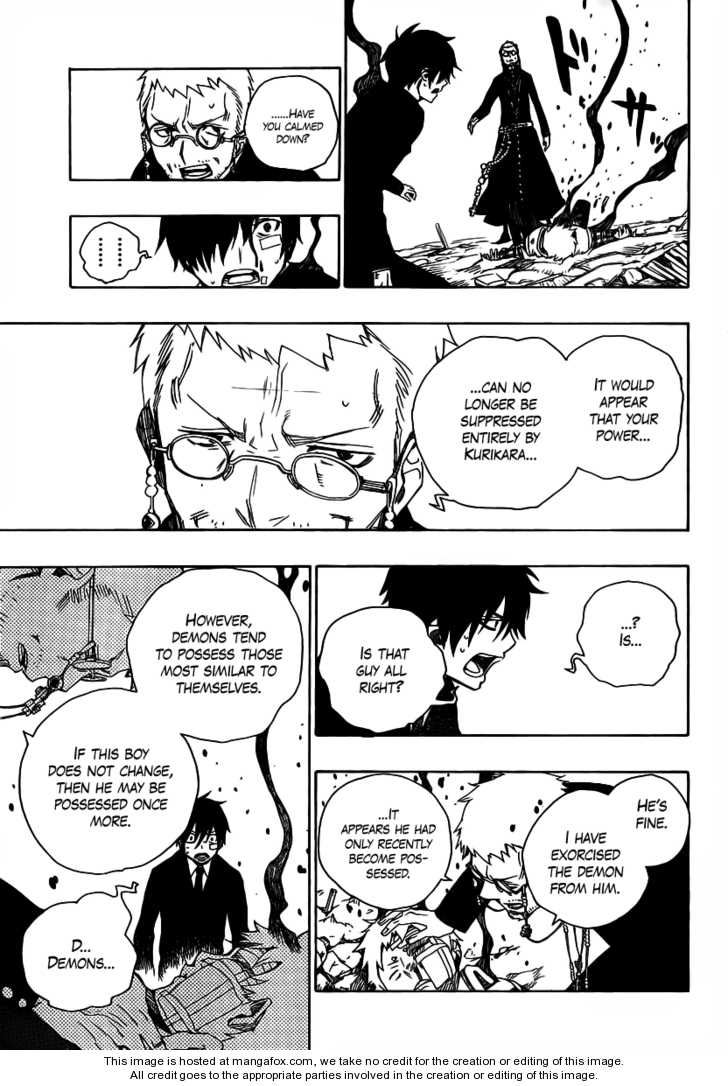 ドドド
......HAVE
YOU CALMED
DOWN?
......
IT WOULD
APPEAR
THAT YOUR
POWER...
...CAN NO
LONGER BE
SUPPRESSED
ENTIRELY BY
KURIKARA...
...?
IS...
IS THAT
GUY ALL
RIGHT?
HE'S
FINE.
I HAVE
EXORCISED
THE DEMON
FROM HIM.
...IT
APPEARS HE HAD
ONLY RECENTLY
BECOME POS-
SESSED.
HOWEVER,
DEMONS TEND
TO POSSESS THOSE
MOST SIMILAR TO
THEMSELVES.
IF THIS BOY
DOES NOT CHANGE,
THEN HE MAY BE
POSSESSED ONCE
MORE.
D...
DEMONS...
This image is hosted at mangafox.com, we take no credit for the creation or editing of this image.
All credit goes to the appropriate parties involved in the creation or editing of this image.